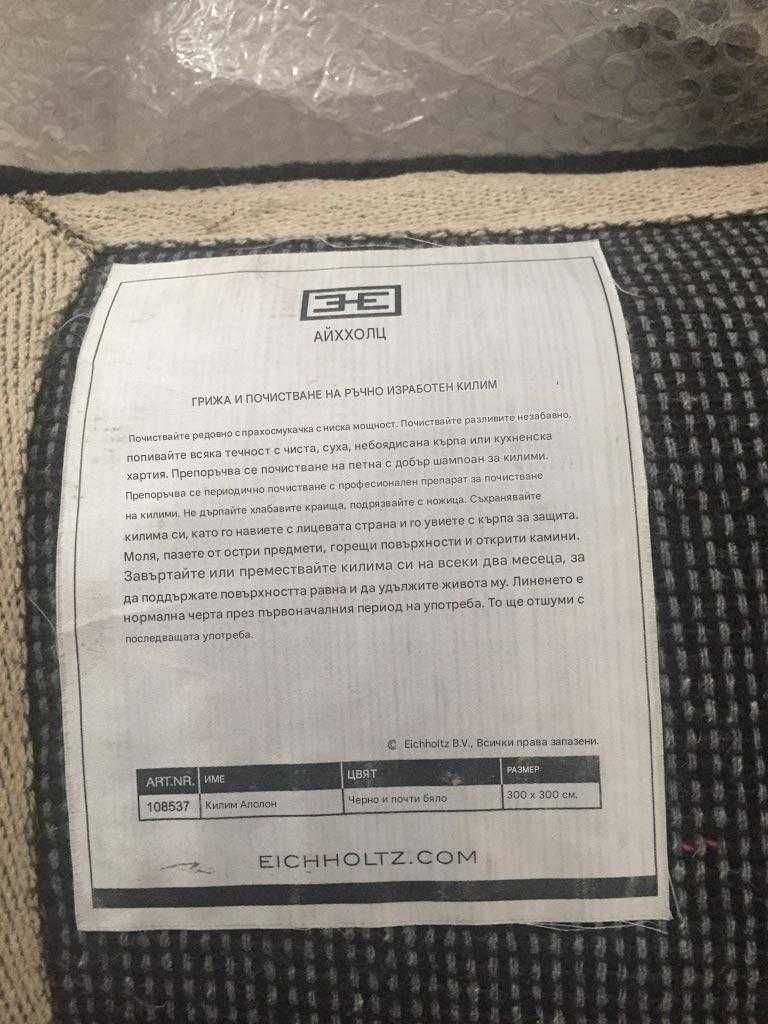 EHE
АЙХХОЛЦ
ГРИЖА И ПОЧИСТВАНЕ НА РЪЧНО ИЗРАБОТЕН КИЛИМ
Почиствайте редовно с прахосмукачка с ниска мощност. Почиствайте разливите незабавно,
попивайте всяка течност с чиста, суха, небоядисана кърпа или кухненска
хартия. Препоръчва се почистване на петна с добър шампоан за килими.
Препоръчва се периодично почистване с професионален препарат за почистване
на килими. Не дърпайте хлабавите краища, подрязвайте с ножица. Съхранявайте
килима си, като го навиете с лицевата страна и го увиете с кърпа за защита.
Моля, пазете от остри предмети, горещи повърхности и открити камини.
Завъртайте или премествайте килима си на всеки два месеца, за
да поддържате повърхността равна и да удължите живота му. Линенето е
нормална черта през първоначалния период на употреба. То ще отшуми с
последващата употреба.
© Eichholtz B.V., Всички права запазени.
ART.NR. ИМЕ ЦВЯТ РАЗМЕР
108537 Килим Аполон Черно и почти бяло 300 x 300 см.
EICHHOLTZ.COM